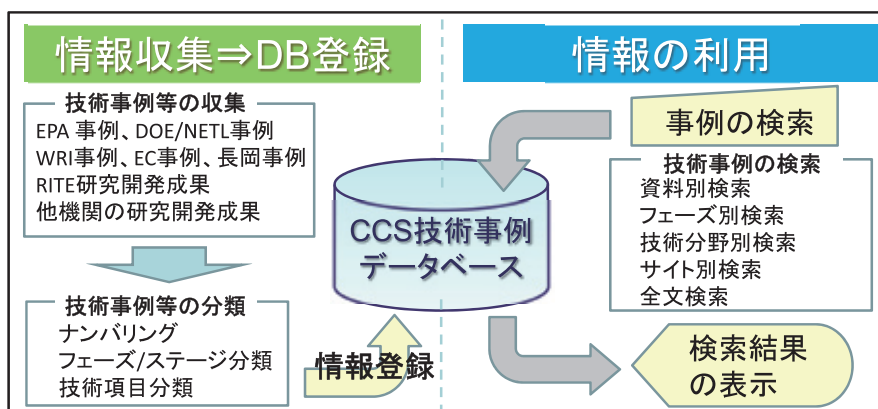 情報収集⇒DB登録
技術事例等の収集
EPA 事例、DOE/NETL事例
WRI事例、EC事例、長岡事例
RITE研究開発成果
他機関の研究開発成果
技術事例等の分類
ナンバリング
フェーズ/ステージ分類
技術項目分類
情報登録
CCS技術事例
データベース
情報の利用
事例の検索
技術事例の検索
資料別検索
フェーズ別検索
技術分野別検索
サイト別検索
全文検索
検索結果
の表示